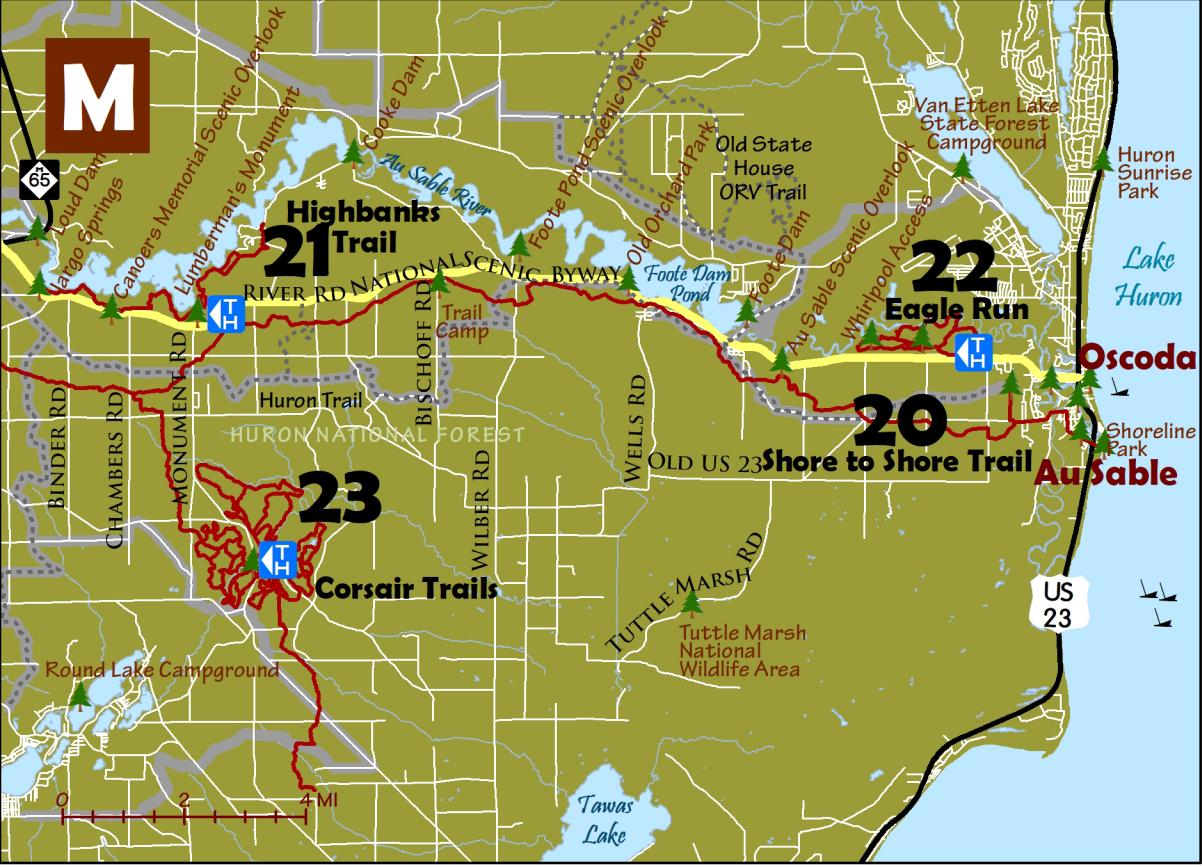 M
M
65
Loud Dam
Iargo Springs
Canoers Memorial Scenic Overlook
Lumberman's Monument
Cooke Dam
Au Sable River
Foote Pond Scenic Overlook
Old Orchard Park
Old State
House
ORV Trail
Van Etten Lake
State Forest
Campground
Huron
Sunrise
Park
Lake
Huron
Highbanks
21 Trail
RIVER RD NATIONAL SCENIC BYWAY
Foote Dam
Pond
Foote Dam
Au Sable Scenic Overlook
Whirlpool Access
22
Eagle Run
T
H
T
H
Trail
Camp
Oscoda
BINDER RD
CHAMBERS RD
MONUMENT RD
Huron Trail
BISCHOFF RD
HURON NATIONAL FOREST
WILBER RD
WELLS RD
OLD US 23
20
Shore to Shore Trail
Shoreline
Park
Au Sable
23
T
H
Corsair Trails
TUTTLE MARSH RD
US
23
Tuttle Marsh
National
Wildlife Area
Round Lake Campground
0 2 4 MI
Tawas
Lake